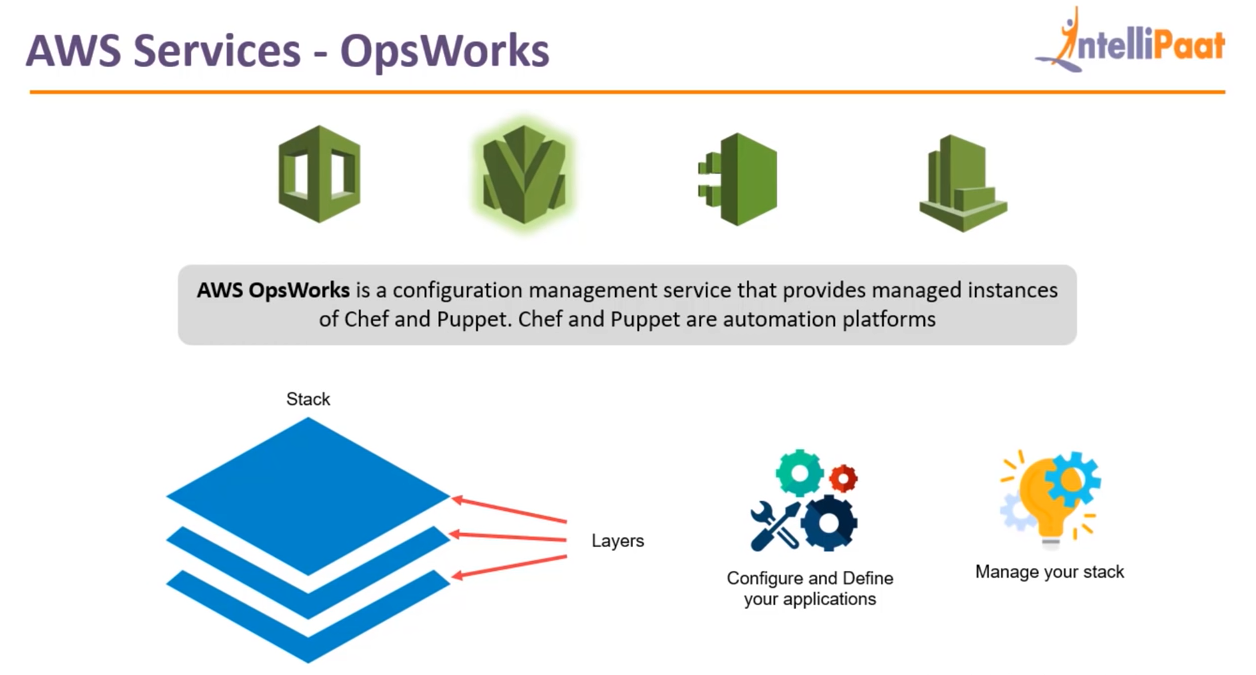 AWS Services - OpsWorks
IntelliPaat
AWS OpsWorks is a configuration management service that provides managed instances
of Chef and Puppet. Chef and Puppet are automation platforms
Stack
Layers
Configure and Define
your applications
Manage your stack